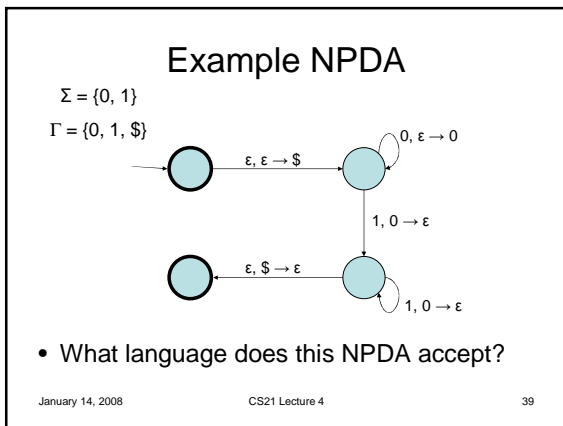 Example NPDA
Σ = {0, 1}
Γ = {0, 1, $}
ε, ε → $
0, ε → 0
1, 0 → ε
ε, $ → ε
1, 0 → ε
• What language does this NPDA accept?
January 14, 2008 CS21 Lecture 4 39